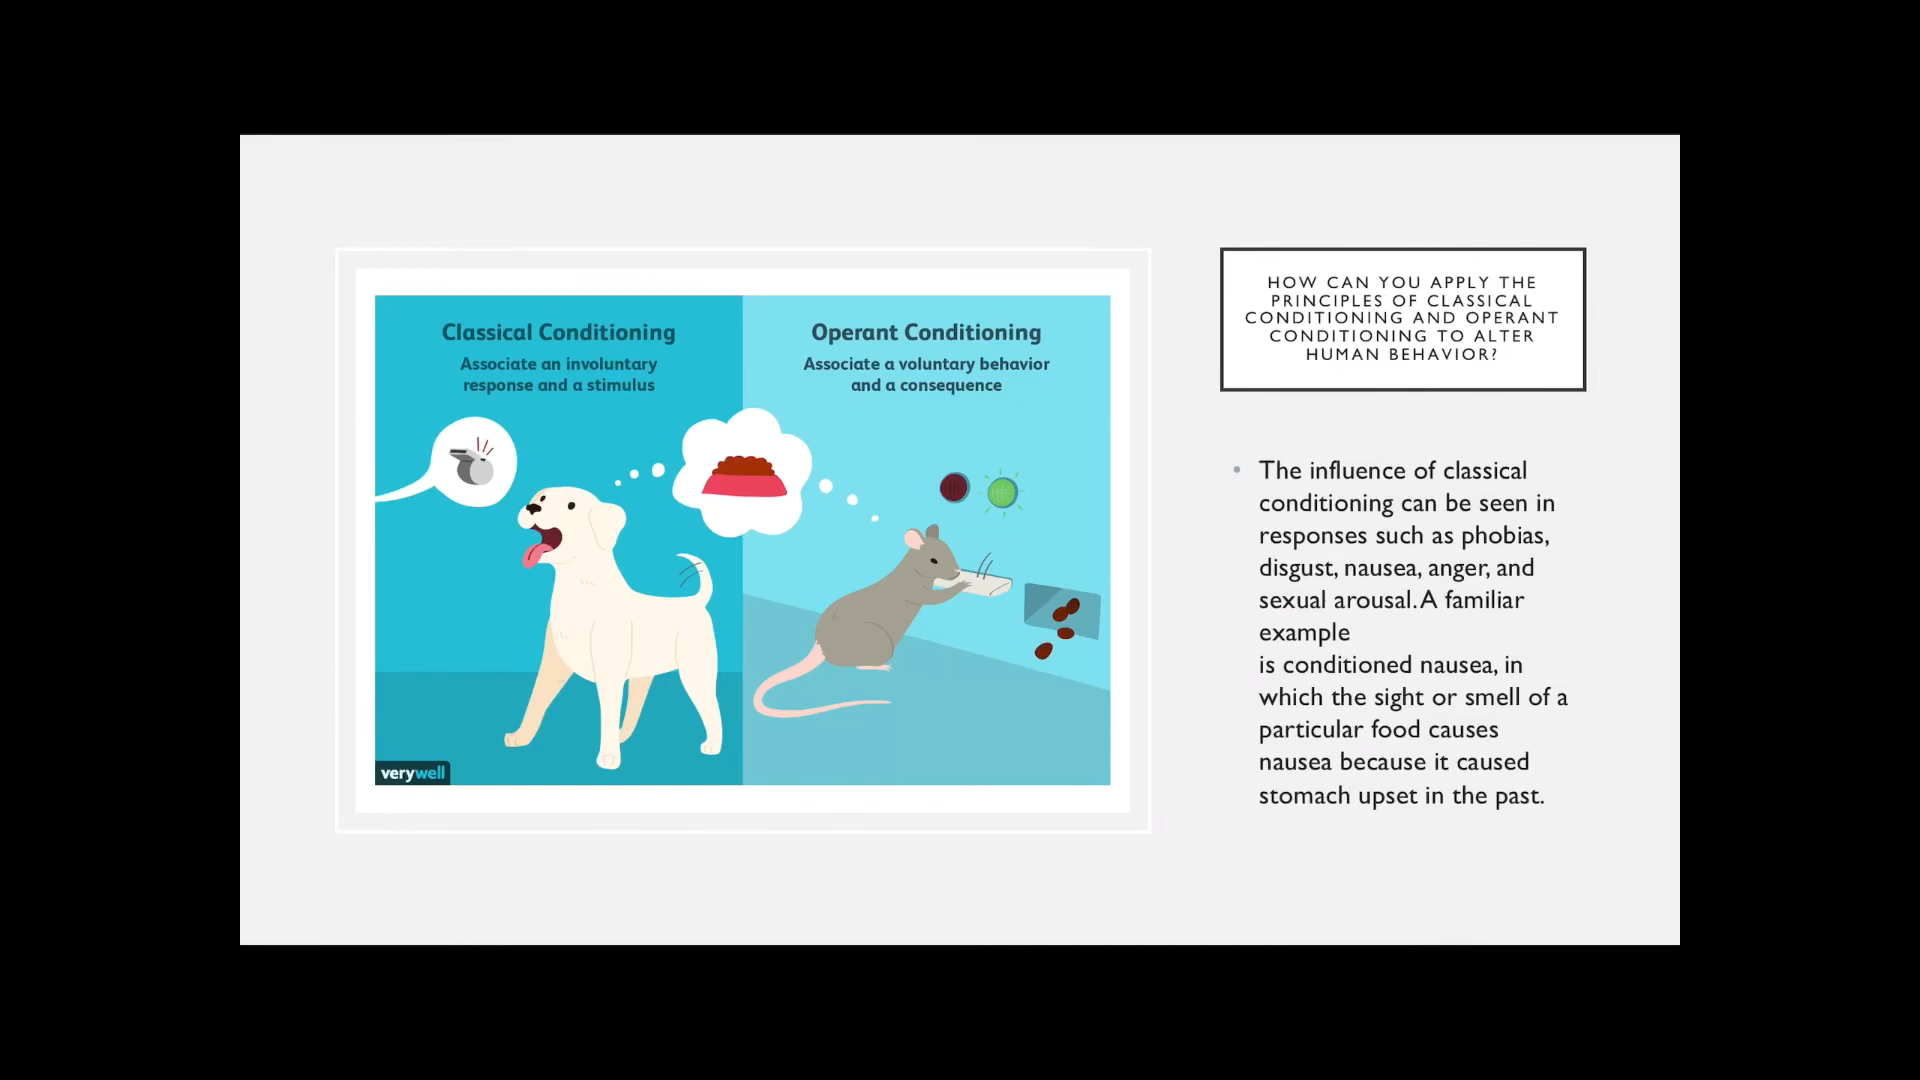 Classical Conditioning
Associate an involuntary
response and a stimulus
Operant Conditioning
Associate a voluntary behavior
and a consequence
verywell
HOW CAN YOU APPLY THE
PRINCIPLES OF CLASSICAL
CONDITIONING AND OPERANT
CONDITIONING TO ALTER
HUMAN BEHAVIOR?
• The influence of classical
conditioning can be seen in
responses such as phobias,
disgust, nausea, anger, and
sexual arousal. A familiar
example
is conditioned nausea, in
which the sight or smell of a
particular food causes
nausea because it caused
stomach upset in the past.